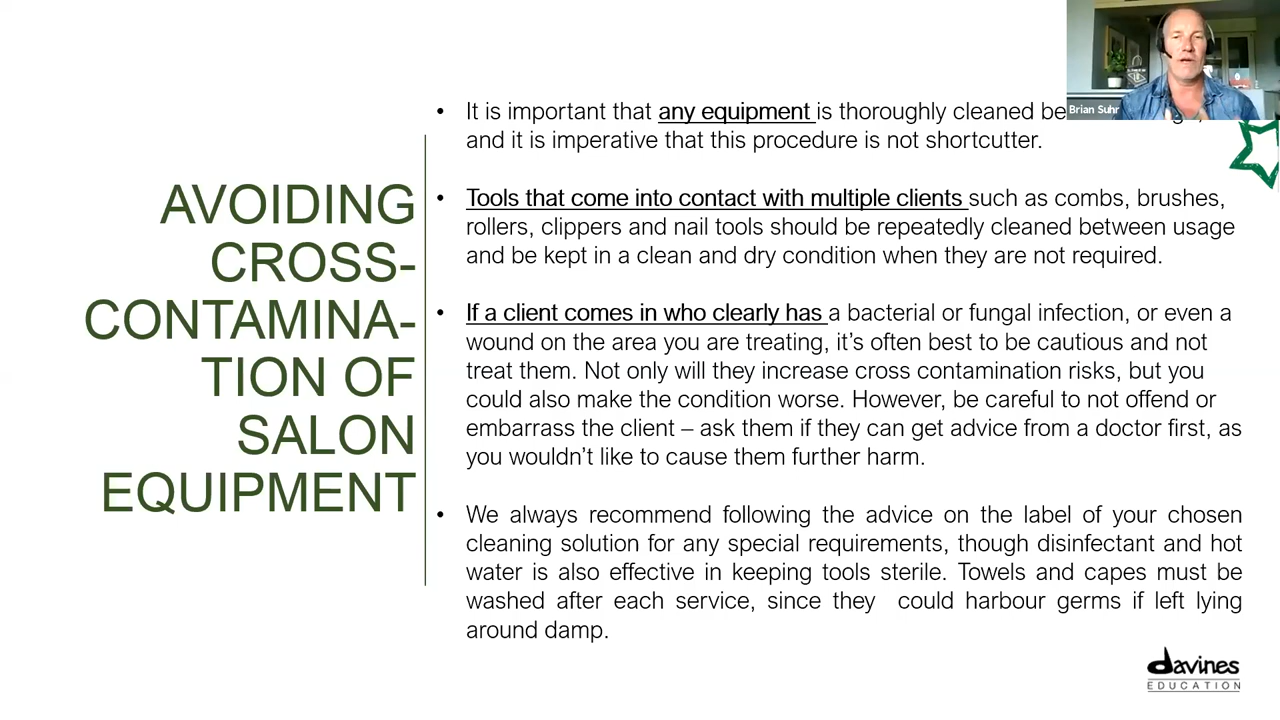 AVOIDING
CROSS-
CONTAMINA-
TION OF
SALON
EQUIPMENT
• It is important that any equipment is thoroughly cleaned
and it is imperative that this procedure is not shortcutter.
• Tools that come into contact with multiple clients such as combs, brushes,
rollers, clippers and nail tools should be repeatedly cleaned between usage
and be kept in a clean and dry condition when they are not required.
• If a client comes in who clearly has a bacterial or fungal infection, or even a
wound on the area you are treating, it’s often best to be cautious and not
treat them. Not only will they increase cross contamination risks, but you
could also make the condition worse. However, be careful to not offend or
embarrass the client – ask them if they can get advice from a doctor first, as
you wouldn’t like to cause them further harm.
• We always recommend following the advice on the label of your chosen
cleaning solution for any special requirements, though disinfectant and hot
water is also effective in keeping tools sterile. Towels and capes must be
washed after each service, since they could harbour germs if left lying
around damp.
Brian Suhr
davines
EDUCATION